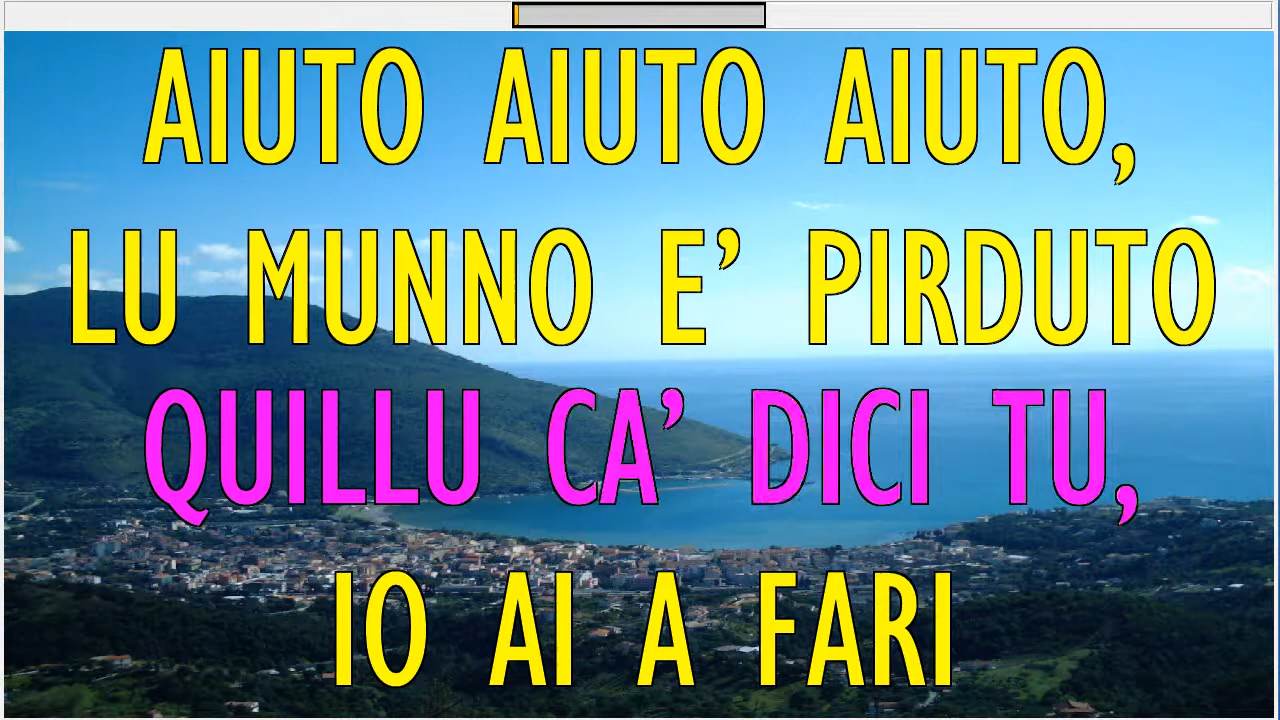 AIUTO AIUTO AIUTO,
LU MUNNO E’ PIRDUTO
QUILLU CA’ DICI TU,
IO AI A FARI